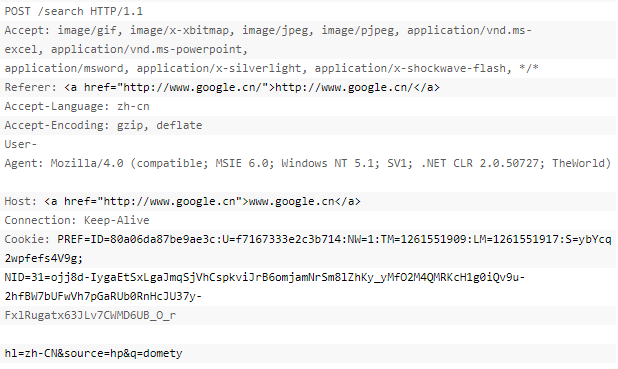 POST /search HTTP/1.1
Accept: image/gif, image/x-xbitmap, image/jpeg, image/pjpeg, application/vnd.ms-
excel, application/vnd.ms-powerpoint,
application/msword, application/x-silverlight, application/x-shockwave-flash, */*
Referer: <a href="http://www.google.cn/">http://www.google.cn/</a>
Accept-Language: zh-cn
Accept-Encoding: gzip, deflate
User-
Agent: Mozilla/4.0 (compatible; MSIE 6.0; Windows NT 5.1; SV1; .NET CLR 2.0.50727; TheWorld)
Host: <a href="http://www.google.cn">www.google.cn</a>
Connection: Keep-Alive
Cookie: PREF=ID=80a06da87be9ae3c:U=f7167333e2c3b714:NW=1:TM=1261551909:LM=1261551917:S=ybYcq
2wpfefs4V9g;
NID=31=ojj8d-IygaEtSxLgaJmqSjVhCspkviJrB6omjamNrSm8lZhKy_yMfO2M4QMRKcH1g0iQv9u-
2hfBW7bUFwVh7pGaRUb0RnHcJU37y-
FxlRugatx63JLv7CWMD6UB_O_r
hl=zh-CN&source=hp&q=domety